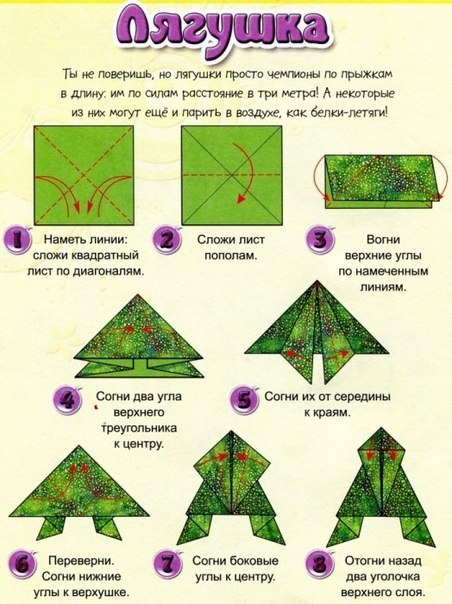 Лягушка
Ты не поверишь, но лягушки просто чемпионы по прыжкам
в длину: им по силам расстояние в три метра! А некоторые
из них могут ещё и парить в воздухе, как белки-летяги!
1 Наметь линии:
сложи квадратный
лист по диагоналям.
2 Сложи лист
пополам.
3 Вогни
верхние углы
по намеченным
линиям.
4 Согни два угла
верхнего
треугольника
к центру.
5 Согни их от середины
к краям.
6 Переверни.
Согни нижние
углы к верхушке.
7 Согни боковые
углы к центру.
8 Отогни назад
два уголочка
верхнего слоя.